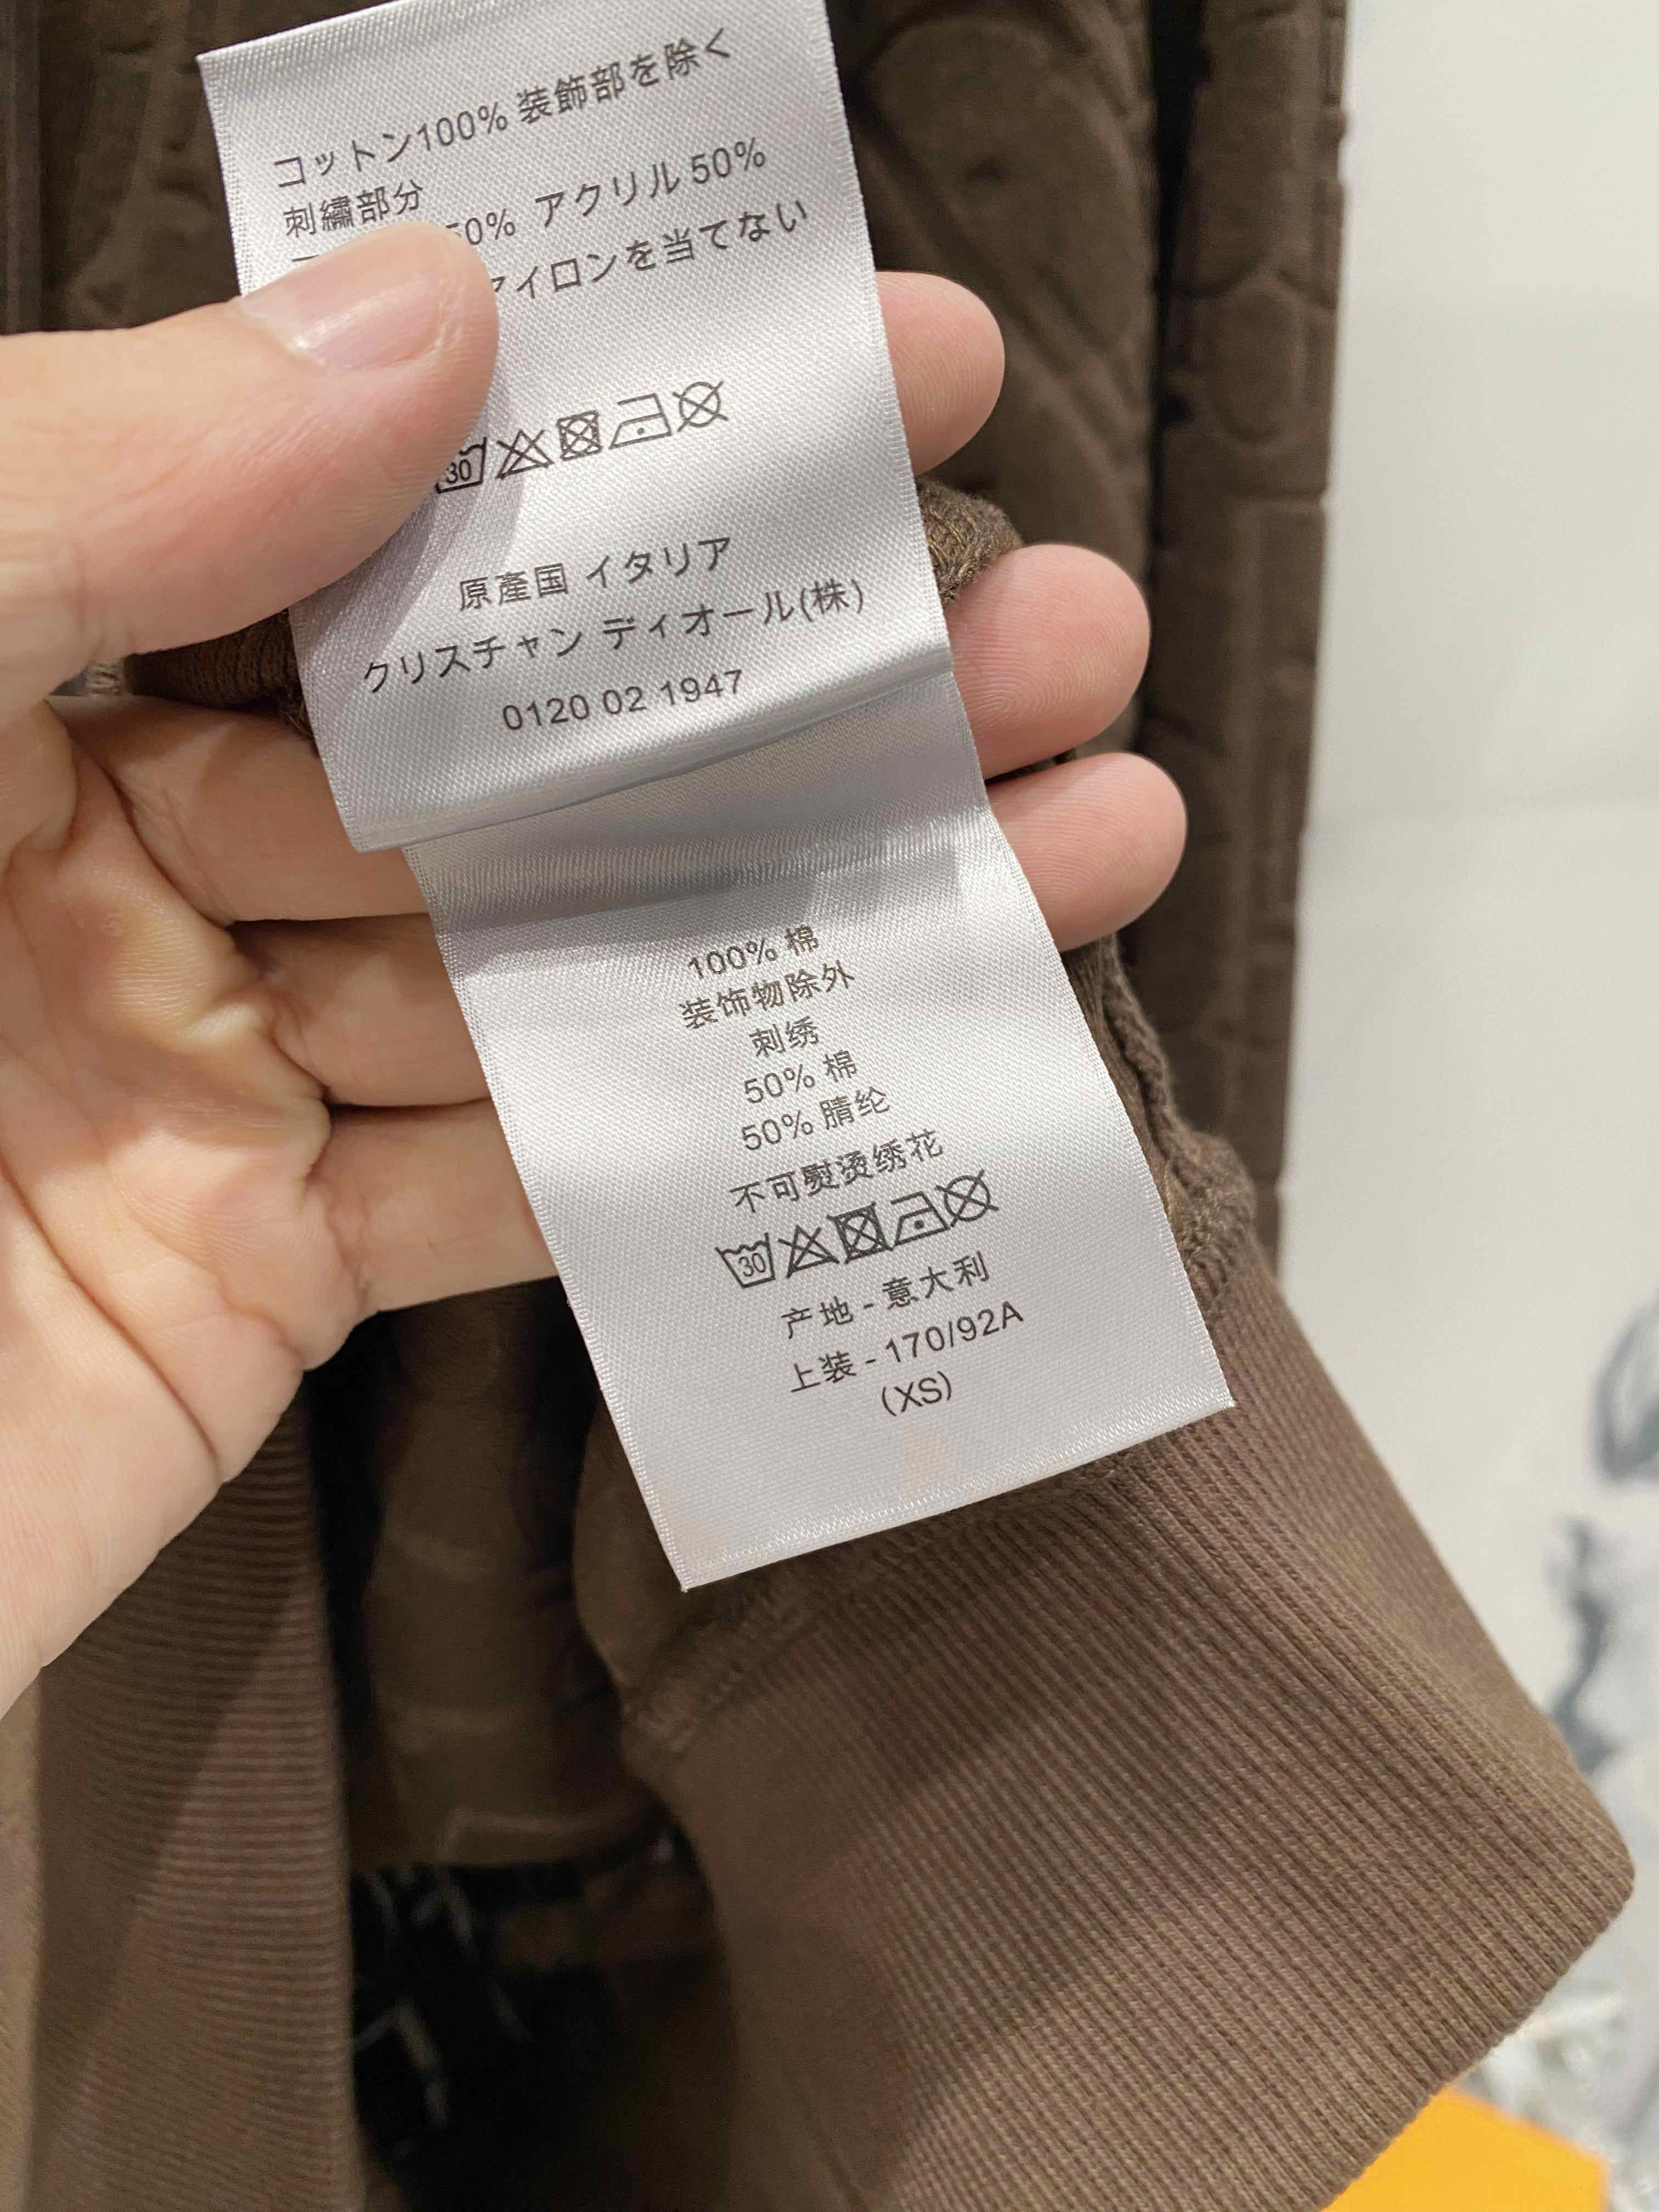 コットン100% 装飾部を除く
刺繍部分
50% アクリル 50%
アイロンを当てない
30
原産国 イタリア
クリスチャン ディオール(株)
0120 02 1947
100% 棉
装饰物除外
刺绣
50% 棉
50% 腈纶
不可熨烫绣花
30
产地 - 意大利
上装 - 170/92A
(XS)